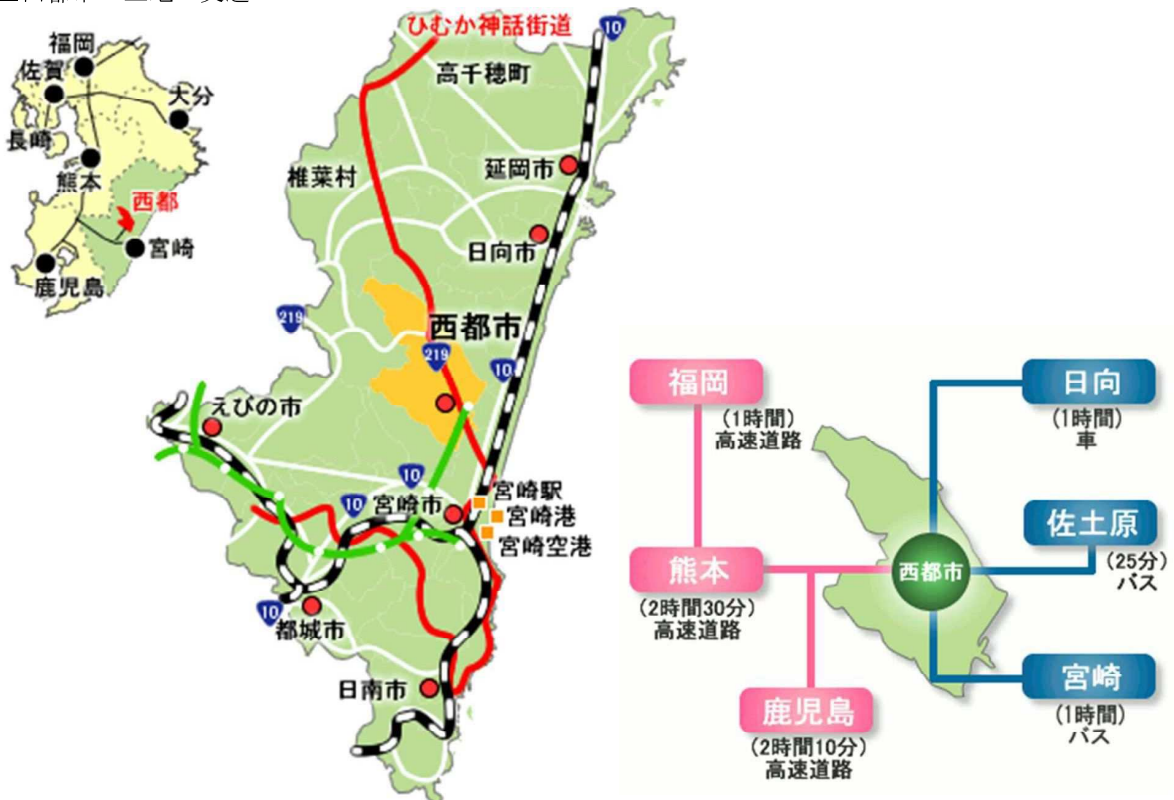 福岡
佐賀
大分
長崎
熊本
西都
宮崎
鹿児島
ひむか神話街道
10
高千穂町
延岡市
椎葉村
日向市
219
西都市
219
10
えびの市
10
10
宮崎市
宮崎駅
宮崎港
宮崎空港
10
都城市
日南市
福岡
(1時間)
高速道路
熊本
(2時間30分)
高速道路
鹿児島
(2時間10分)
高速道路
西都市
日向
(1時間)
車
佐土原
(25分)
バス
宮崎
(1時間)
バス